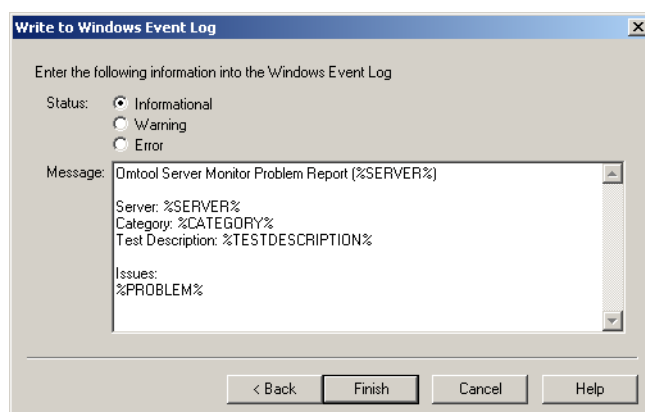 Write to Windows Event Log
Enter the following information into the Windows Event Log
Status: Informational
Warning
Error
Message: Omtool Server Monitor Problem Report (%SERVER%)
Server: %SERVER%
Category: %CATEGORY%
Test Description: %TESTDESCRIPTION%
Issues:
%PROBLEM%
< Back Finish Cancel Help